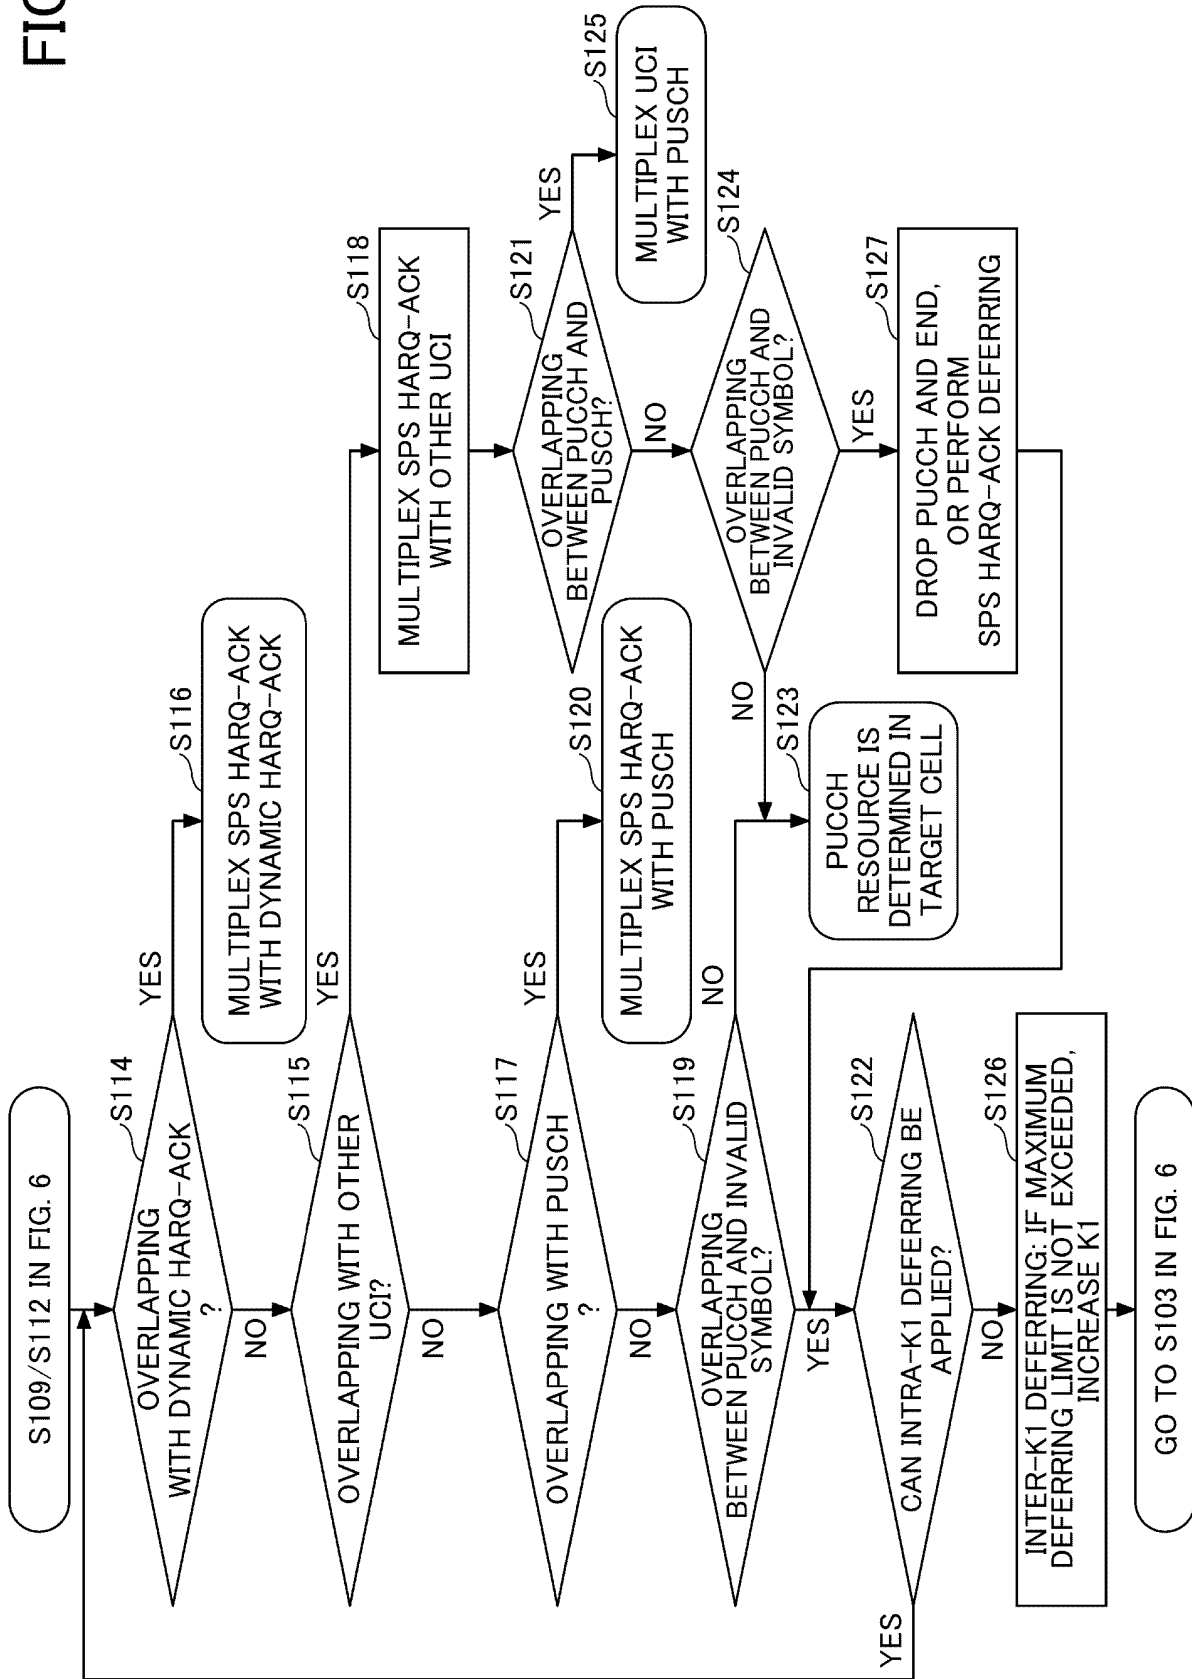 FIG
S109/S112 IN FIG. 6
S114
OVERLAPPING
WITH DYNAMIC HARQ-ACK
?
YES
NO
S116
MULTIPLEX SPS HARQ-ACK
WITH DYNAMIC HARQ-ACK
S115
OVERLAPPING WITH OTHER
UCI?
YES
NO
S118
MULTIPLEX SPS HARQ-ACK
WITH OTHER UCI
S117
OVERLAPPING WITH PUSCH
?
YES
NO
S120
MULTIPLEX SPS HARQ-ACK
WITH PUSCH
S121
OVERLAPPING
BETWEEN PUCCH AND
PUSCH?
YES
NO
S125
MULTIPLEX UCI
WITH PUSCH
S119
OVERLAPPING
BETWEEN PUCCH AND INVALID
SYMBOL?
NO
YES
S123
PUCCH
RESOURCE IS
DETERMINED IN
TARGET CELL
S124
OVERLAPPING
BETWEEN PUCCH AND
INVALID SYMBOL?
NO
YES
S127
DROP PUCCH AND END,
OR PERFORM
SPS HARQ-ACK DEFERRING
S122
CAN INTRA-K1 DEFERRING BE
APPLIED?
YES
NO
S126
INTER-K1 DEFERRING: IF MAXIMUM
DEFERRING LIMIT IS NOT EXCEEDED,
INCREASE K1
GO TO S103 IN FIG. 6